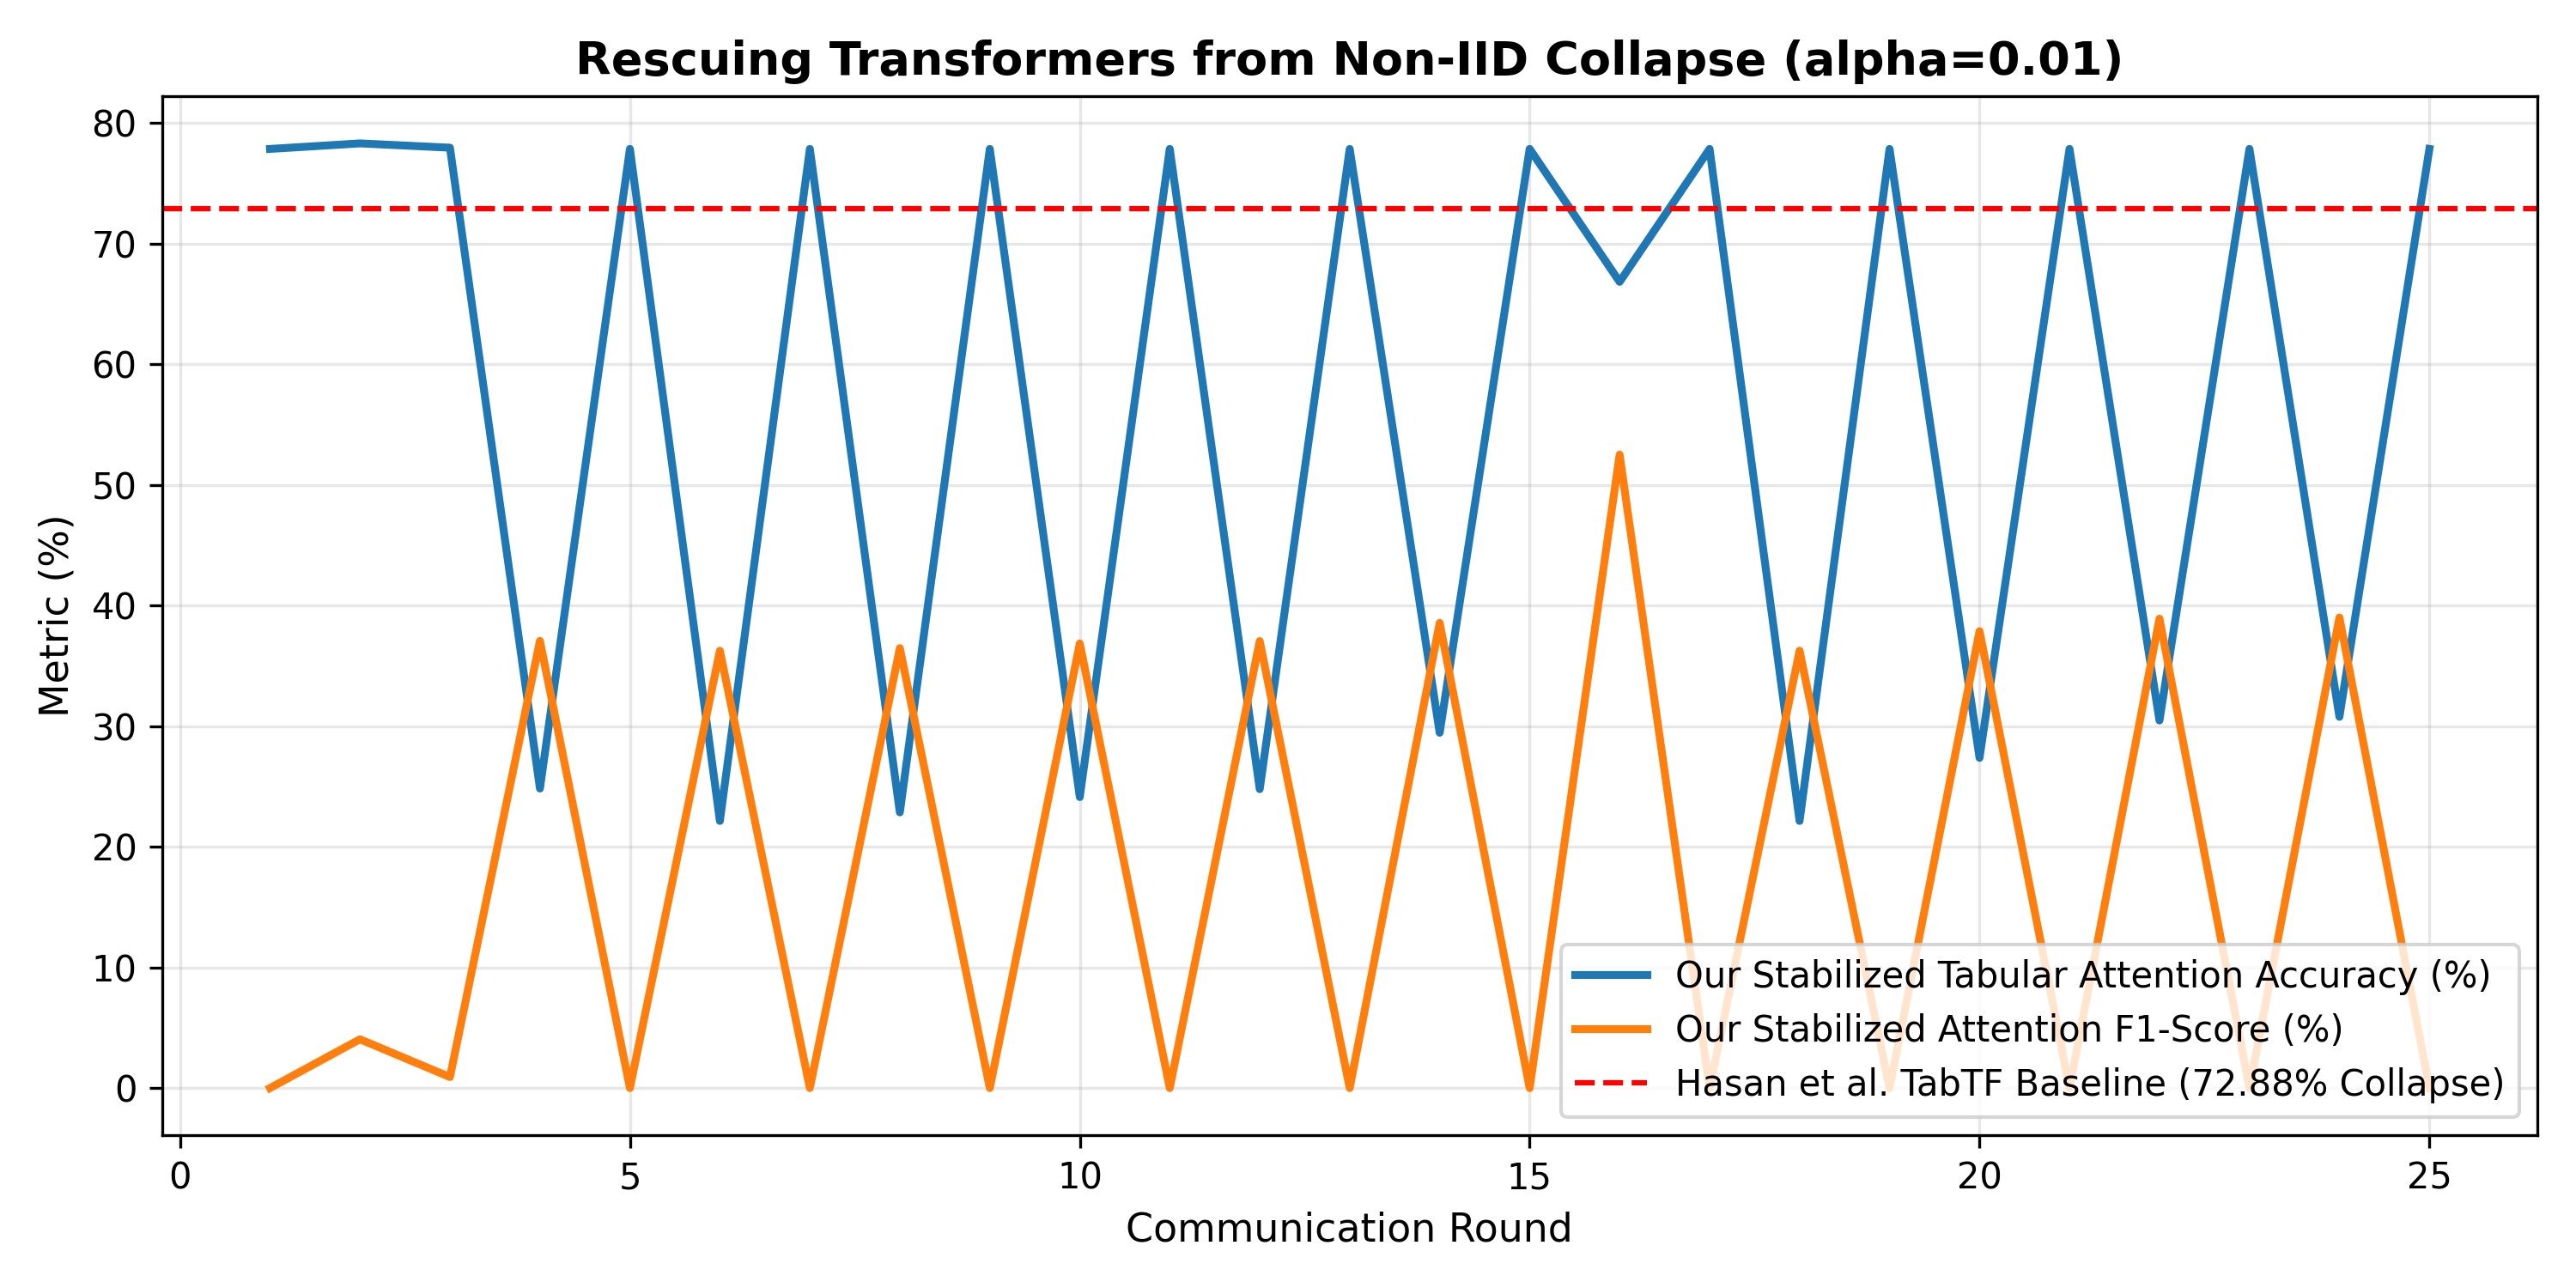 Rescuing Transformers from Non-IID Collapse (alpha=0.01)
Metric (%)
80
70
60
50
40
30
20
10
0
Our Stabilized Tabular Attention Accuracy (%)
Our Stabilized Attention F1-Score (%)
Hasan et al. TabTF Baseline (72.88% Collapse)
0 5 10 15 20 25
Communication Round